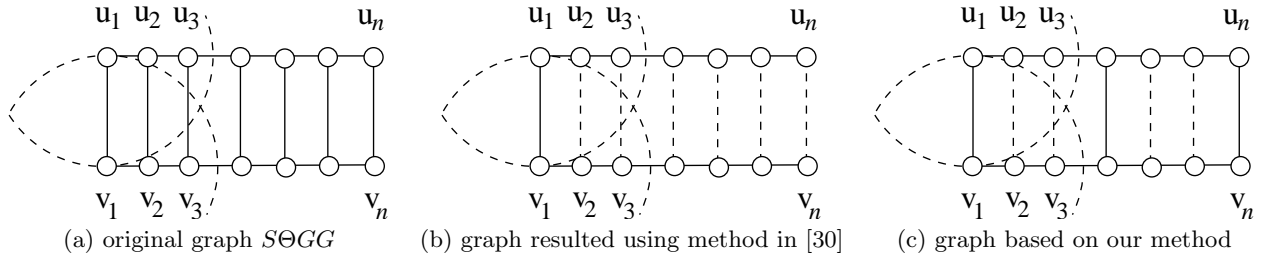 u1 u2 u3 un u1 u2 u3 un u1 u2 u3 un
v1 v2 v3 vn v1 v2 v3 vn v1 v2 v3 vn
(a) original graph SΘGG (b) graph resulted using method in [30] (c) graph based on our method